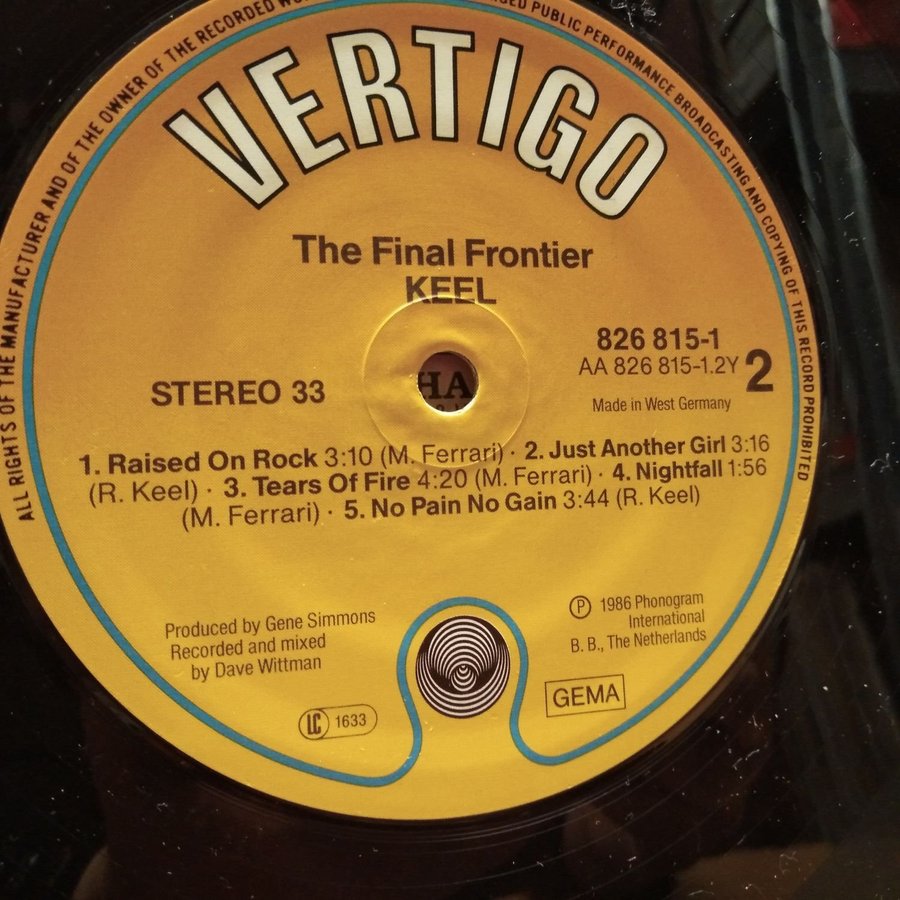 ALL RIGHTS OF THE MANUFACTURER AND OF THE OWNER OF THE RECORDED
PUBLIC PERFORMANCE BROADCASTING AND COPYING OF THIS RECORD PROHIBITED
VERTIGO
The Final Frontier
KEEL
826 815-1
AA 826 815-1.2Y
2
STEREO 33
Made in West Germany
HA
1. Raised On Rock 3:10 (M. Ferrari) · 2. Just Another Girl 3:16
(R. Keel) · 3. Tears Of Fire 4:20 (M. Ferrari) · 4. Nightfall 1:56
(M. Ferrari) · 5. No Pain No Gain 3:44 (R. Keel)
Produced by Gene Simmons
Recorded and mixed
by Dave Wittman
Ⓟ 1986 Phonogram
International
B. B., The Netherlands
LC 1633
GEMA